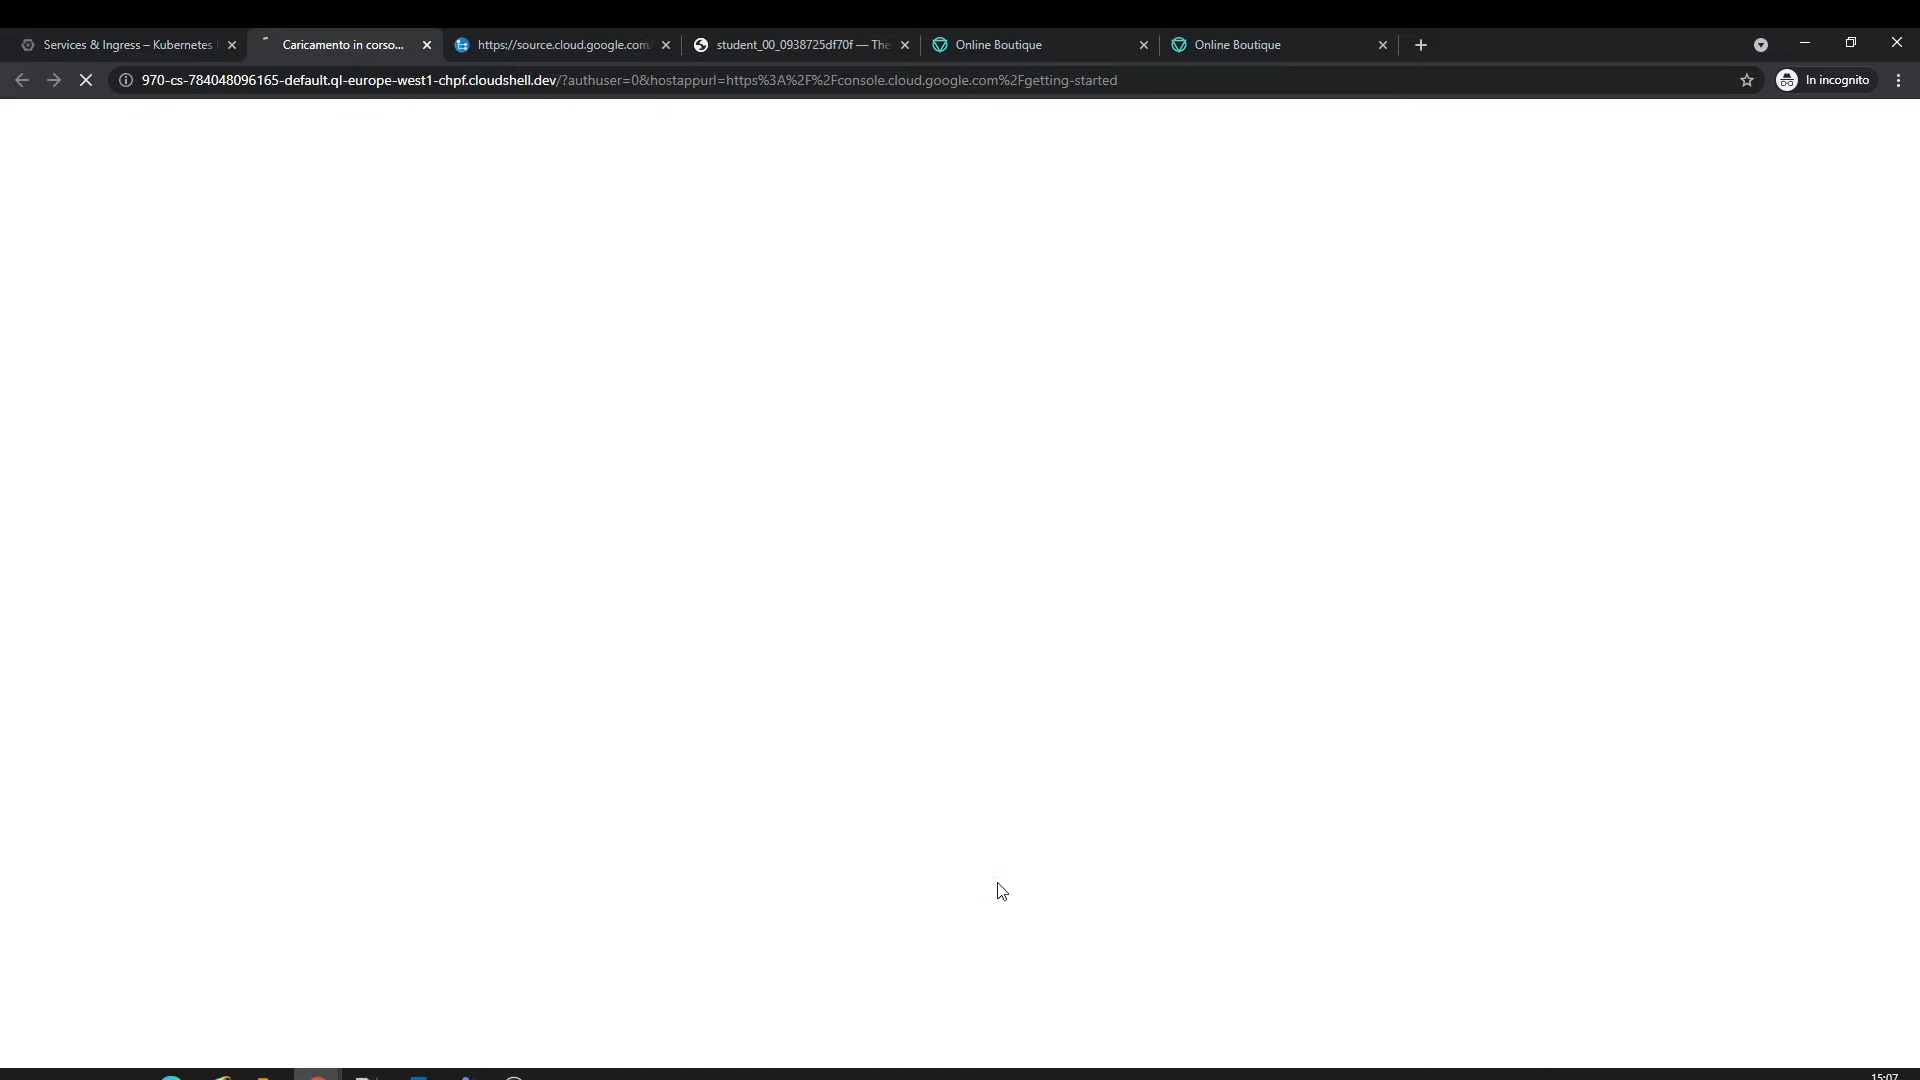 Services & Ingress – Kubernetes
Caricamento in corso...
https://source.cloud.google.com/
student_00_0938725df70f — The
Online Boutique
Online Boutique
970-cs-784048096165-default.ql-europe-west1-chpf.cloudshell.dev/?authuser=0&hostappurl=https%3A%2F%2Fconsole.cloud.google.com%2Fgetting-started
In incognito
15:07